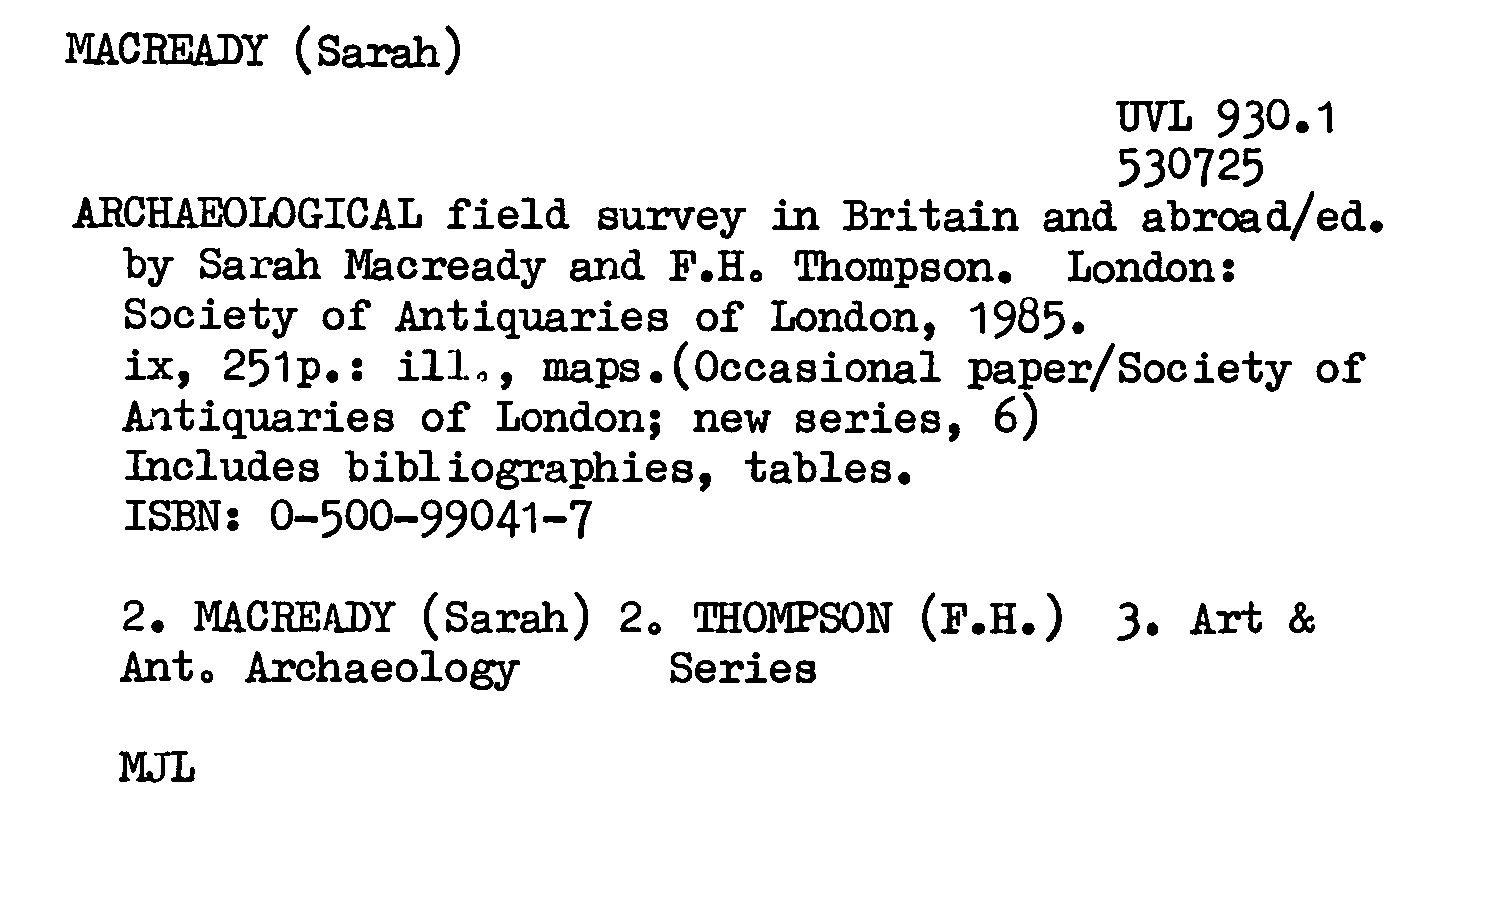 MACREADY (Sarah)
UVL 930.1
530725
ARCHAEOLOGICAL field survey in Britain and abroad/ed.
by Sarah Macready and F.H. Thompson. London:
Society of Antiquaries of London, 1985.
ix, 251p.: ill., maps.(Occasional paper/Society of
Antiquaries of London; new series, 6)
Includes bibliographies, tables.
ISBN: 0-500-99041-7
2. MACREADY (Sarah) 2. THOMPSON (F.H.) 3. Art &
Ant. Archaeology Series
MJL